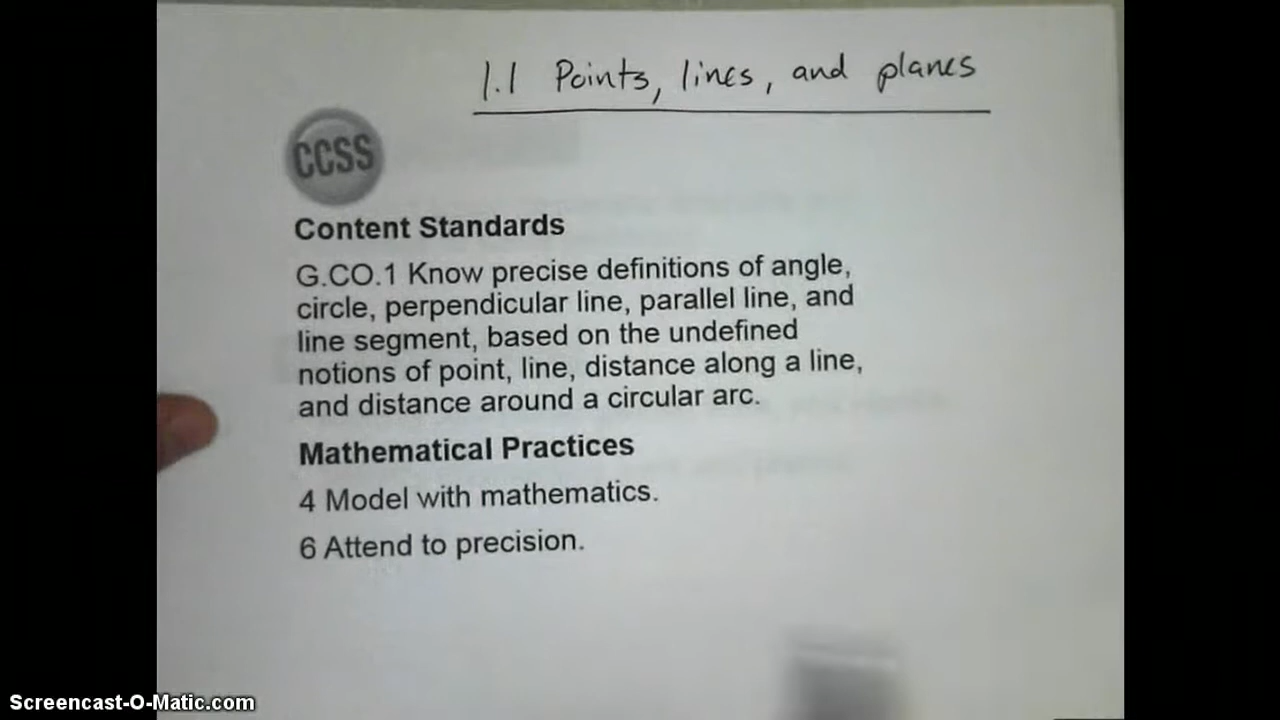 1.1 Points, lines, and planes
CCSS
Content Standards
G.CO.1 Know precise definitions of angle,
circle, perpendicular line, parallel line, and
line segment, based on the undefined
notions of point, line, distance along a line,
and distance around a circular arc.
Mathematical Practices
4 Model with mathematics.
6 Attend to precision.
Screencast-O-Matic.com